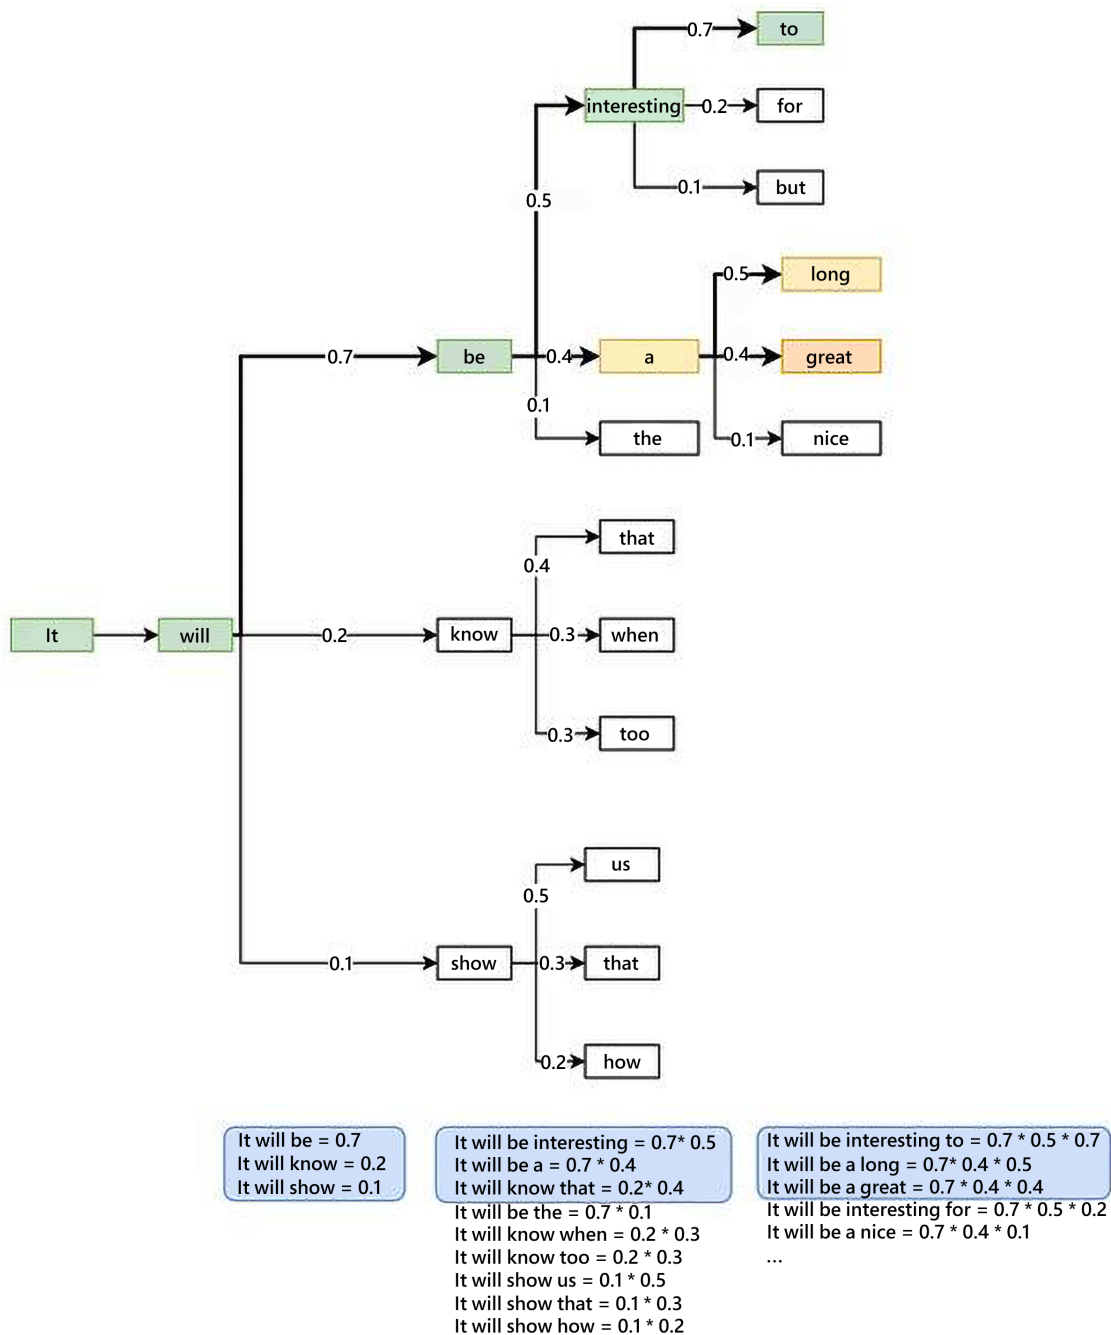 0.7
to
interesting
0.2
for
0.1
but
0.5
0.5
long
0.7
be
0.4
a
0.4
great
0.1
the
0.1
nice
that
0.4
It
will
0.2
know
0.3
when
0.3
too
us
0.5
0.1
show
0.3
that
0.2
how
It will be = 0.7
It will know = 0.2
It will show = 0.1
It will be interesting = 0.7* 0.5
It will be a = 0.7 * 0.4
It will know that = 0.2* 0.4
It will be the = 0.7 * 0.1
It will know when = 0.2 * 0.3
It will know too = 0.2 * 0.3
It will show us = 0.1 * 0.5
It will show that = 0.1 * 0.3
It will show how = 0.1 * 0.2
It will be interesting to = 0.7 * 0.5 * 0.7
It will be a long = 0.7* 0.4 * 0.5
It will be a great = 0.7 * 0.4 * 0.4
It will be interesting for = 0.7 * 0.5 * 0.2
It will be a nice = 0.7 * 0.4 * 0.1
...